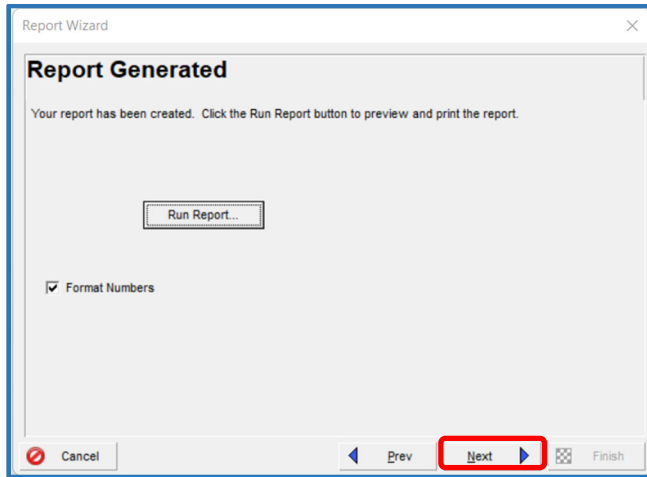 Report Wizard
Report Generated
Your report has been created. Click the Run Report button to preview and print the report.
Run Report...
Format Numbers
Cancel
Prev
Next
Finish